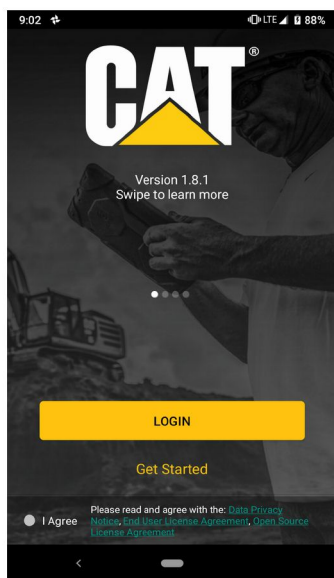 9:02 LTE 88%
CAT®
Version 1.8.1
Swipe to learn more
LOGIN
Get Started
I Agree
Please read and agree with the: Data Privacy
Notice, End User License Agreement, Open Source
License Agreement